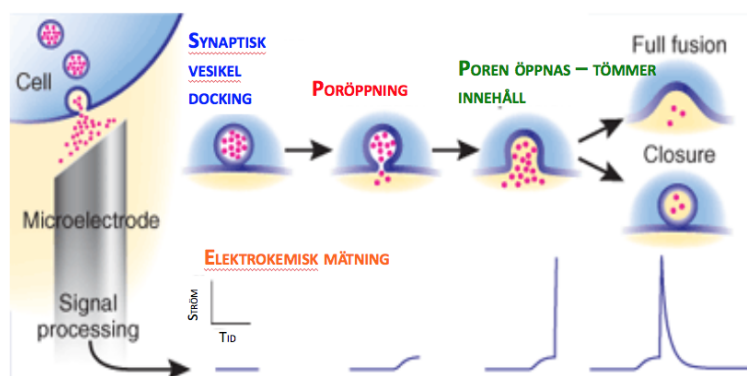 Cell
Microelectrode
Signal
processing
SYNAPTISK
VESIKEL
DOCKING
PORÖPPNING
POREN ÖPPNAS – TÖMMER
INNEHÅLL
Full fusion
Closure
ELEKTROKEMISK MÄTNING
STRÖM
TID